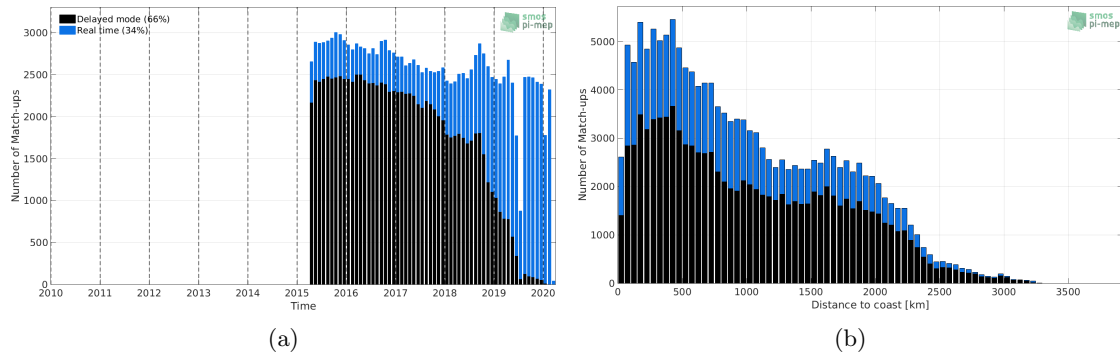 Delayed mode (66%)
Real time (34%)
smos
pi-mep
3000
2500
2000
1500
1000
500
0
Number of Match-ups
2010 2011 2012 2013 2014 2015 2016 2017 2018 2019 2020
Time
(a)
smos
pi-mep
5000
4000
3000
2000
1000
0
Number of Match-ups
0 500 1000 1500 2000 2500 3000 3500
Distance to coast [km]
(b)